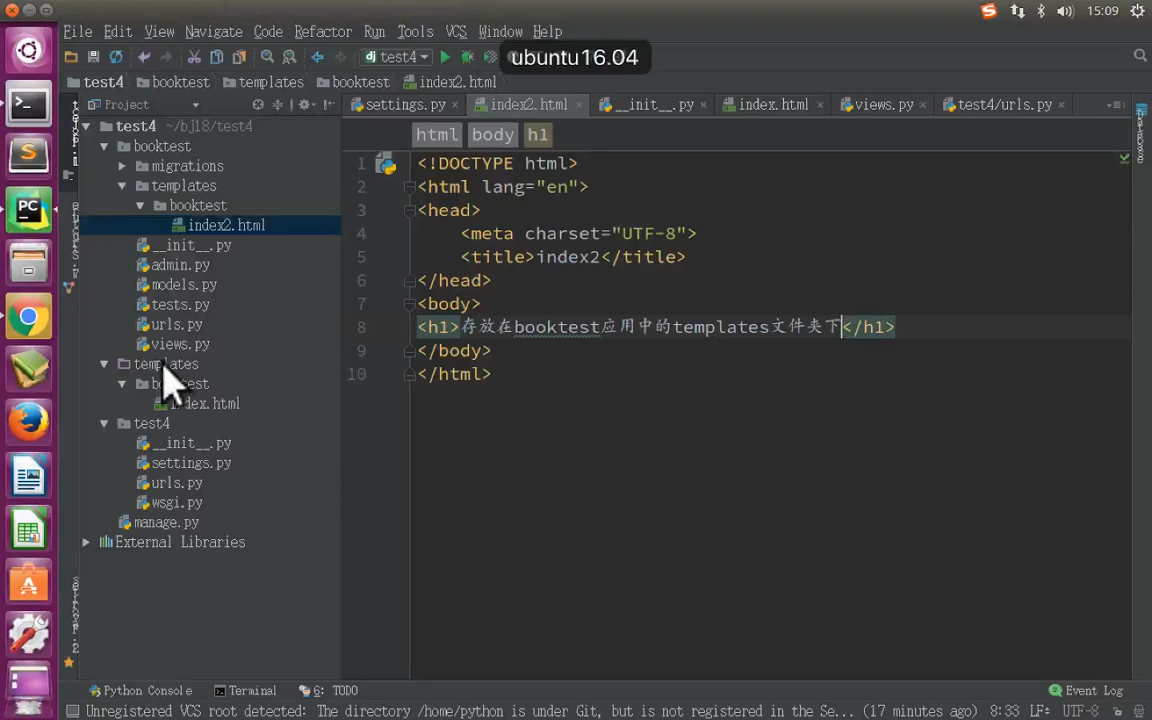 15:09
File Edit View Navigate Code Refactor Run Tools VCS Window Help
test4
ubuntu16.04
test4 booktest templates booktest index2.html
Project
settings.py index2.html __init__.py index.html views.py test4/urls.py
test4 ~/bj18/test4
booktest
migrations
templates
booktest
index2.html
__init__.py
admin.py
models.py
tests.py
urls.py
views.py
templates
index.html
test4
__init__.py
settings.py
urls.py
wsgi.py
manage.py
External Libraries
html body h1
1 <!DOCTYPE html>
2 <html lang="en">
3 <head>
4 <meta charset="UTF-8">
5 <title>index2</title>
6 </head>
7 <body>
8 <h1>存放在booktest应用中的templates文件夹下</h1>
9 </body>
10 </html>
Python Console Terminal 6: TODO Event Log
Unregistered VCS root detected: The directory /home/python is under Git, but is not registered in the Se... (17 minutes ago) 8:33 LF÷ UTF-8÷